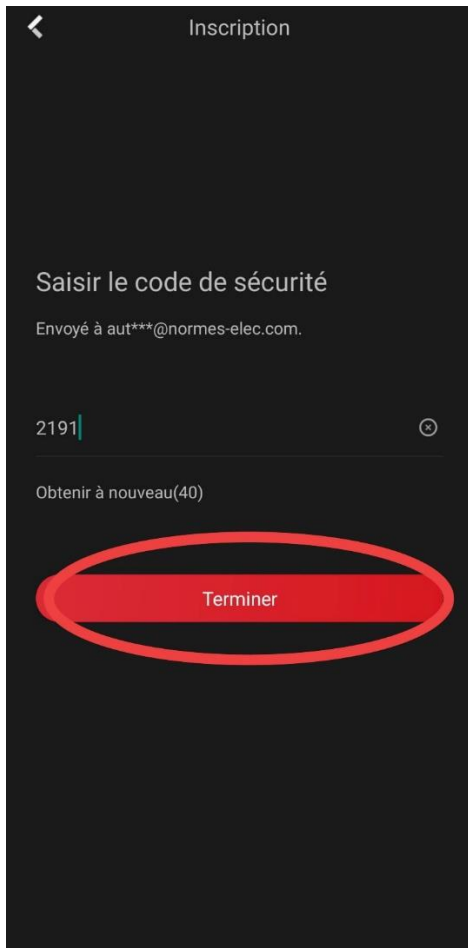 Inscription
Saisir le code de sécurité
Envoyé à aut***@normes-elec.com.
2191
Obtenir à nouveau(40)
Terminer